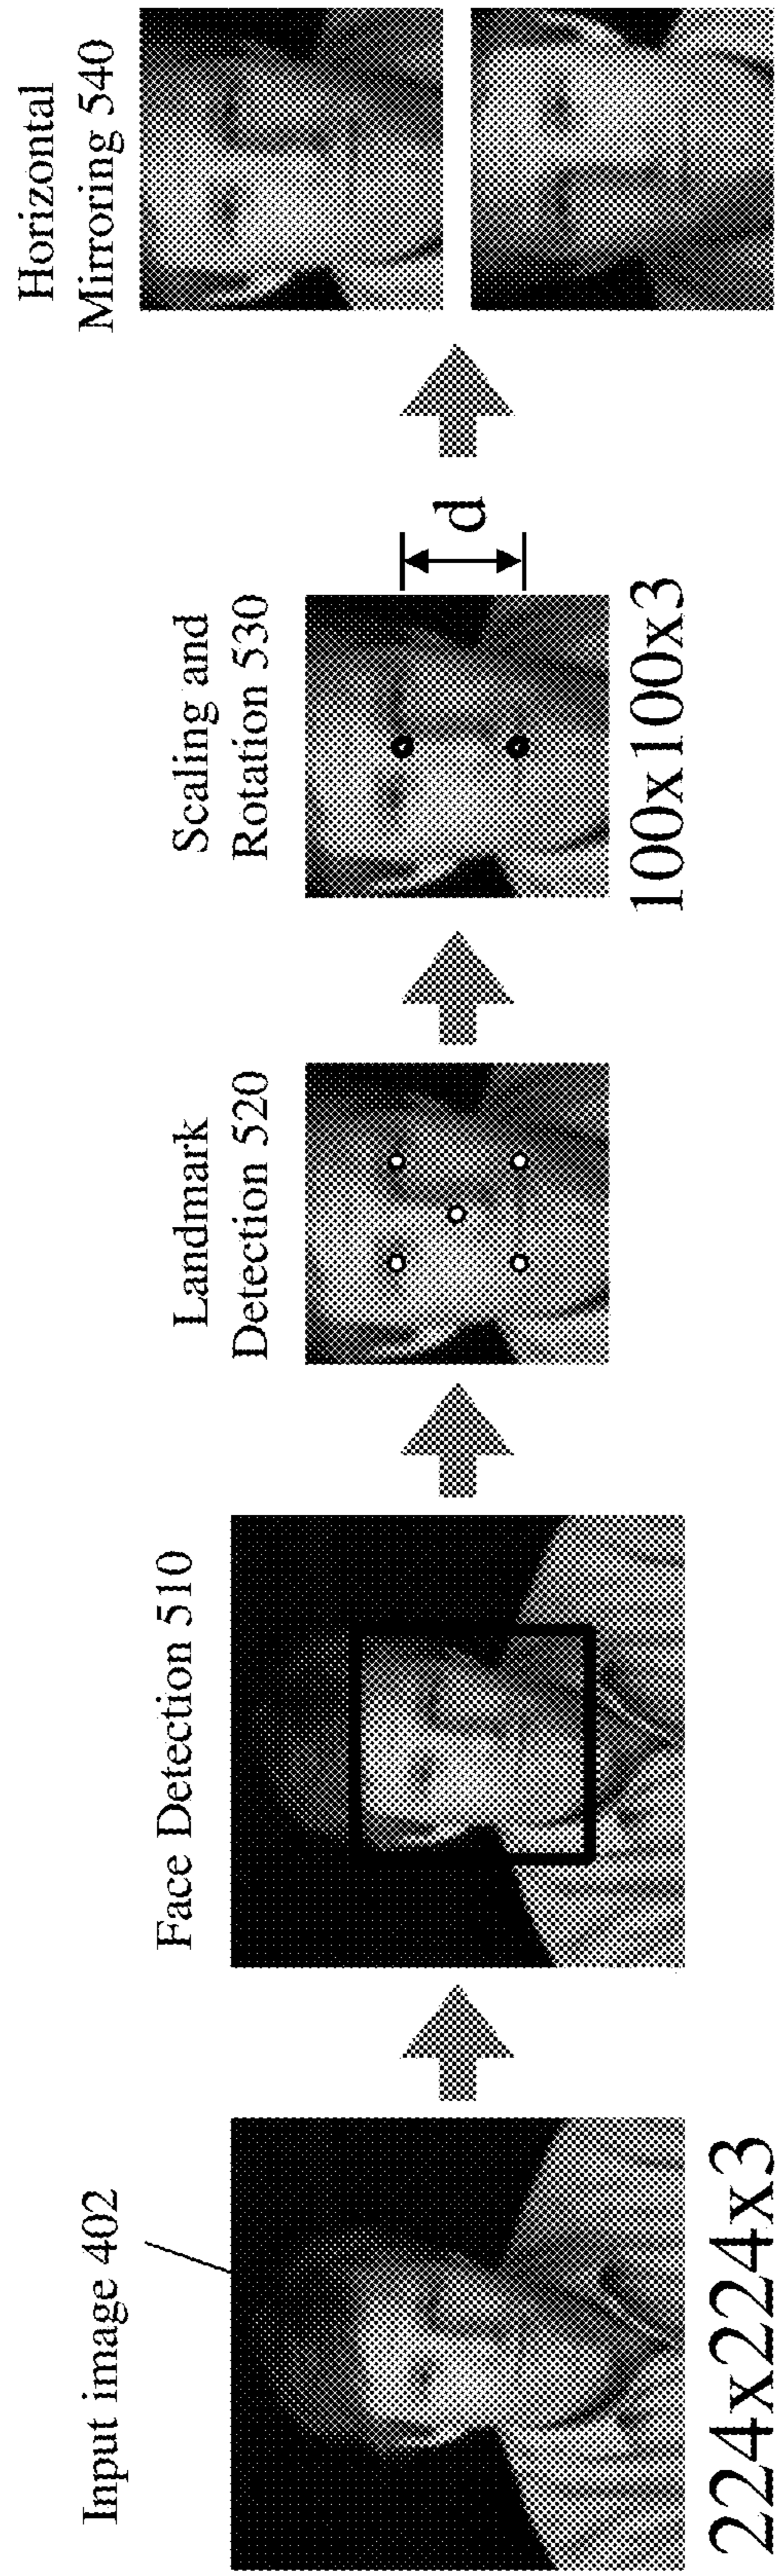 Input image 402
224x224x3
Face Detection 510
Landmark
Detection 520
Scaling and
Rotation 530
d
100x100x3
Horizontal
Mirroring 540